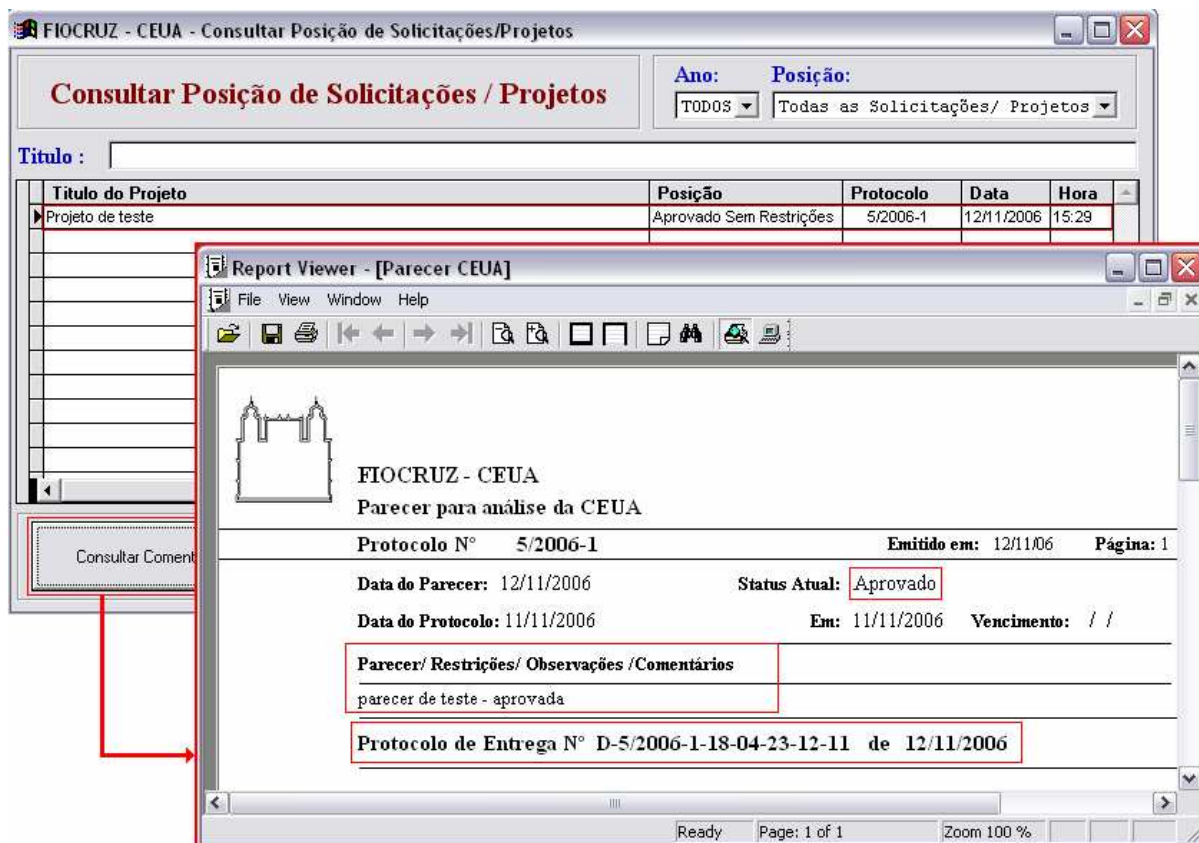 FIOCRUZ - CEUA - Consultar Posição de Solicitações/Projetos
Consultar Posição de Solicitações / Projetos
Ano: Posição:
TODOS Todas as Solicitações/ Projetos
Titulo :
Titulo do Projeto Posição Protocolo Data Hora
Projeto de teste Aprovado Sem Restrições 5/2006-1 12/11/2006 15:29
Consultar Coment
Report Viewer - [Parecer CEUA]
File View Window Help
FIOCRUZ - CEUA
Parecer para análise da CEUA
Protocolo Nº 5/2006-1 Emitido em: 12/11/06 Página: 1
Data do Parecer: 12/11/2006 Status Atual: Aprovado
Data do Protocolo: 11/11/2006 Em: 11/11/2006 Vencimento: / /
Parecer/ Restrições/ Observações /Comentários
parecer de teste - aprovada
Protocolo de Entrega Nº D-5/2006-1-18-04-23-12-11 de 12/11/2006
Ready Page: 1 of 1 Zoom 100 %